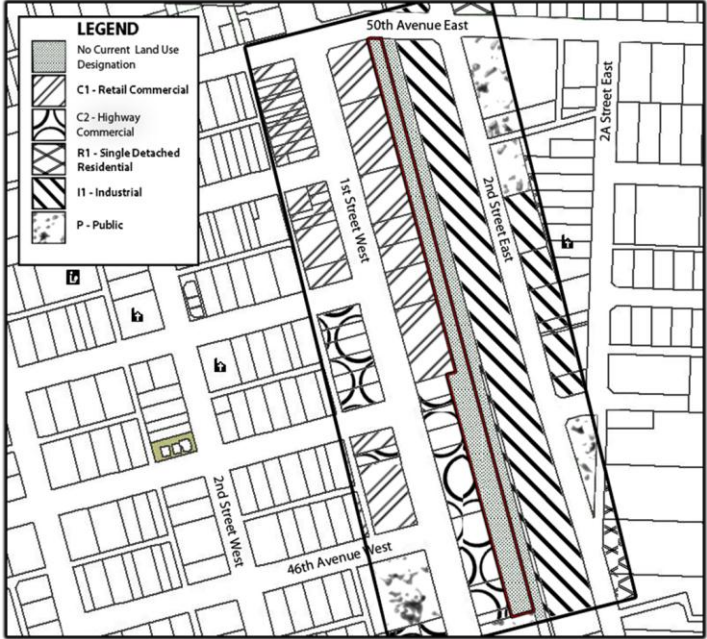 50th Avenue East
LEGEND
No Current Land Use
Designation
C1 - Retail Commercial
C2 - Highway
Commercial
R1 - Single Detached
Residential
I1 - Industrial
P - Public
2A Street East
1st Street West
2nd Street East
2nd Street West
46th Avenue West